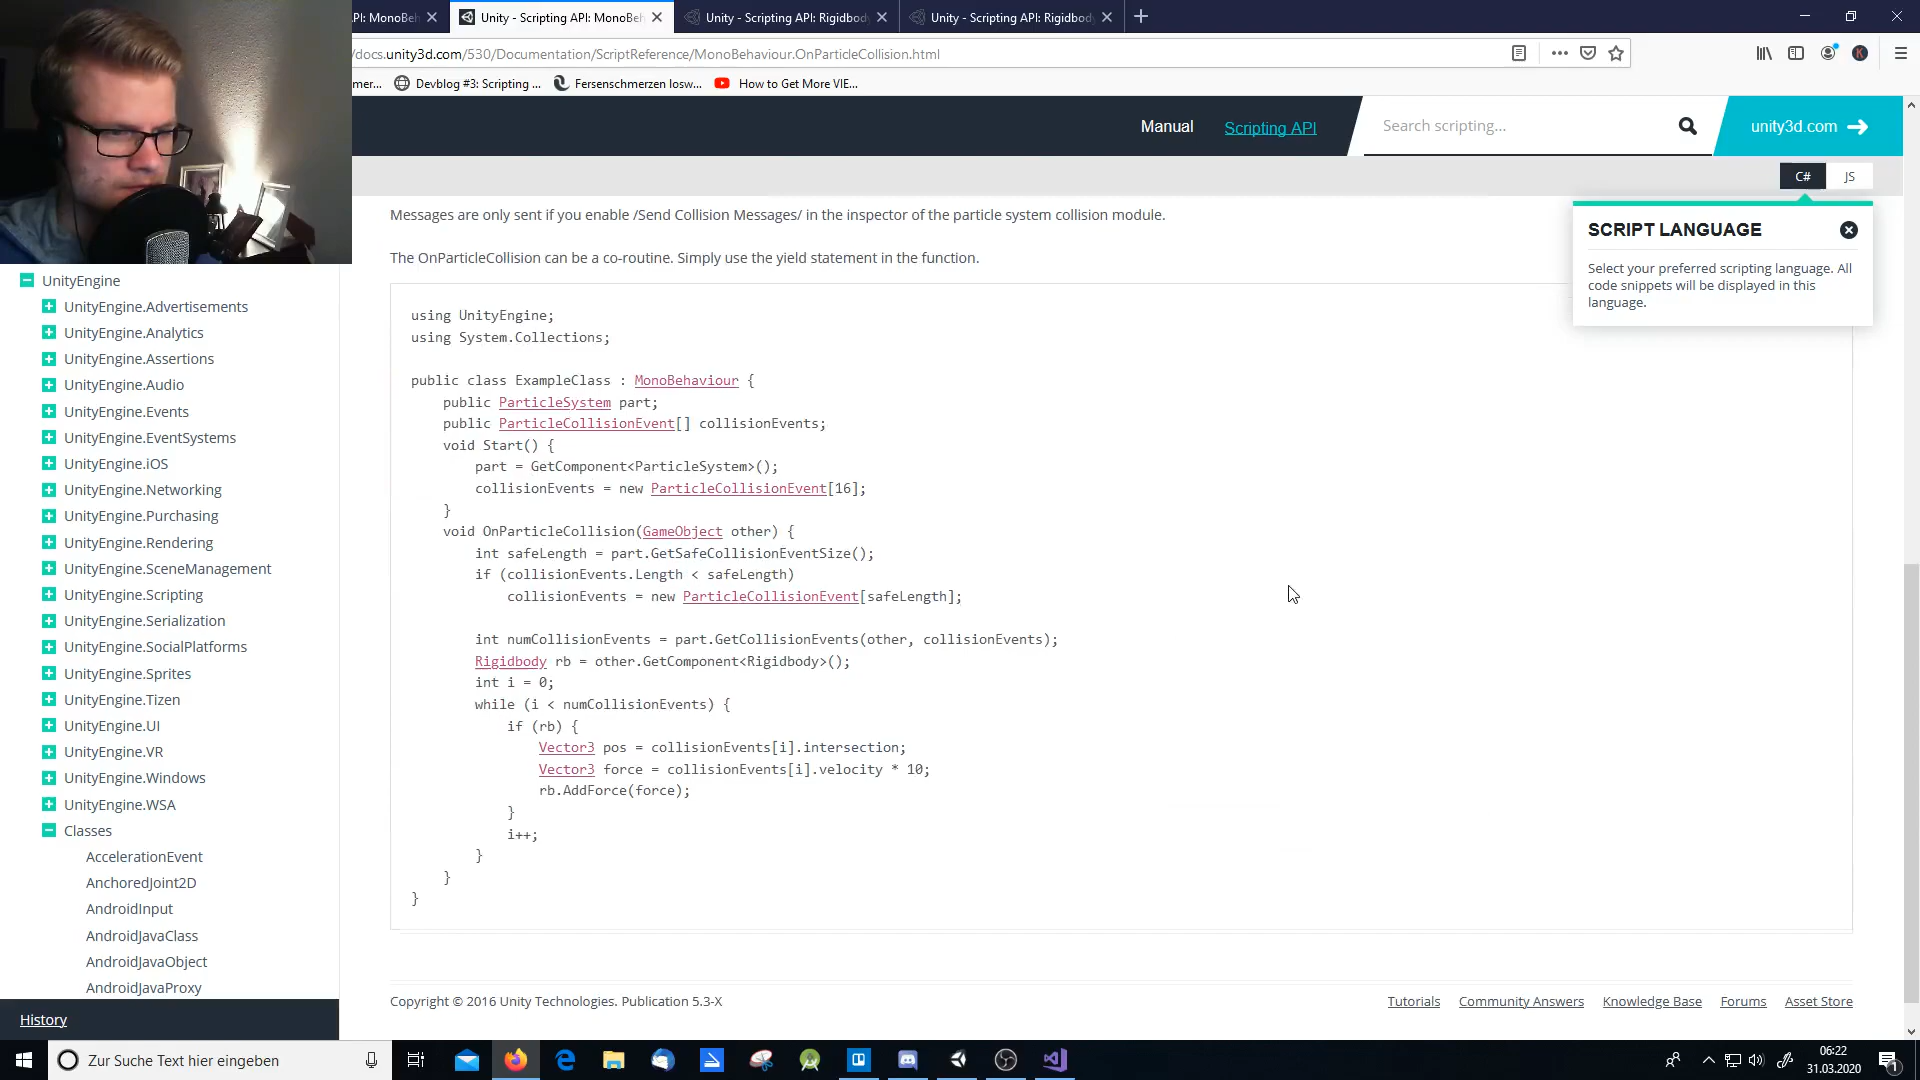 PI: MonoBeh
Unity - Scripting API: MonoBeh
Unity - Scripting API: Rigidbod
Unity - Scripting API: Rigidbod
/docs.unity3d.com/530/Documentation/ScriptReference/MonoBehaviour.OnParticleCollision.html
mer...
Devblog #3: Scripting ...
Fersenschmerzen losw...
How to Get More VIE...
Manual
Scripting API
Search scripting...
unity3d.com
C#
JS
SCRIPT LANGUAGE
Select your preferred scripting language. All
code snippets will be displayed in this
language.
UnityEngine
UnityEngine.Advertisements
UnityEngine.Analytics
UnityEngine.Assertions
UnityEngine.Audio
UnityEngine.Events
UnityEngine.EventSystems
UnityEngine.iOS
UnityEngine.Networking
UnityEngine.Purchasing
UnityEngine.Rendering
UnityEngine.SceneManagement
UnityEngine.Scripting
UnityEngine.Serialization
UnityEngine.SocialPlatforms
UnityEngine.Sprites
UnityEngine.Tizen
UnityEngine.UI
UnityEngine.VR
UnityEngine.Windows
UnityEngine.WSA
Classes
AccelerationEvent
AnchoredJoint2D
AndroidInput
AndroidJavaClass
AndroidJavaObject
AndroidJavaProxy
History
Messages are only sent if you enable /Send Collision Messages/ in the inspector of the particle system collision module.
The OnParticleCollision can be a co-routine. Simply use the yield statement in the function.
using UnityEngine;
using System.Collections;
public class ExampleClass : MonoBehaviour {
public ParticleSystem part;
public ParticleCollisionEvent[] collisionEvents;
void Start() {
part = GetComponent<ParticleSystem>();
collisionEvents = new ParticleCollisionEvent[16];
}
void OnParticleCollision(GameObject other) {
int safeLength = part.GetSafeCollisionEventSize();
if (collisionEvents.Length < safeLength)
collisionEvents = new ParticleCollisionEvent[safeLength];
int numCollisionEvents = part.GetCollisionEvents(other, collisionEvents);
Rigidbody rb = other.GetComponent<Rigidbody>();
int i = 0;
while (i < numCollisionEvents) {
if (rb) {
Vector3 pos = collisionEvents[i].intersection;
Vector3 force = collisionEvents[i].velocity * 10;
rb.AddForce(force);
}
i++;
}
}
}
Copyright © 2016 Unity Technologies. Publication 5.3-X
Tutorials
Community Answers
Knowledge Base
Forums
Asset Store
Zur Suche Text hier eingeben
06:22
31.03.2020
1